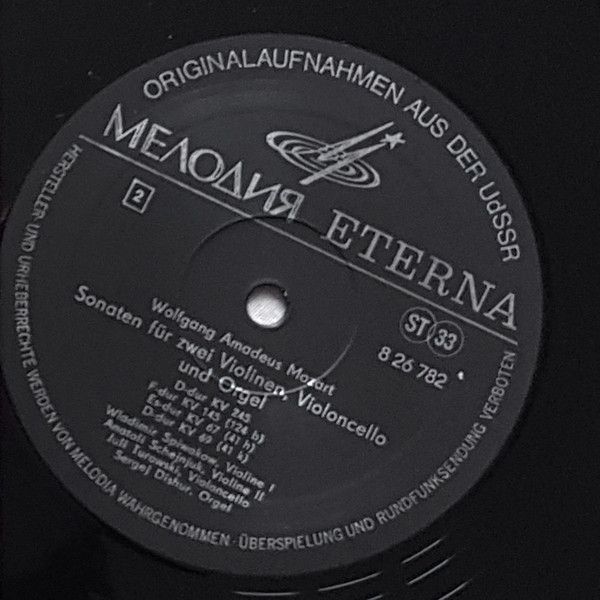 ORIGINALAUFNAHMEN AUS DER UdSSR
МЕЛОДИЯ ETERNA
2
ST 33
8 26 782
Wolfgang Amadeus Mozart
Sonaten für zwei Violinen, Violoncello
und Orgel
D-dur KV 245
F-dur KV 145 (124 b)
Es-dur KV 67 (41 h)
D-dur KV 69 (41 k)
Wladimir Spiwakow, Violine I
Anatoli Schejnjuk, Violine II
Juli Turowski, Violoncello
Sergej Dishur, Orgel
HERSTELLER UND URHEBERRECHTE WERDEN VON MELODIA WAHRGENOMMEN · ÜBERSPIELUNG UND RUNDFUNKSENDUNG VERBOTEN